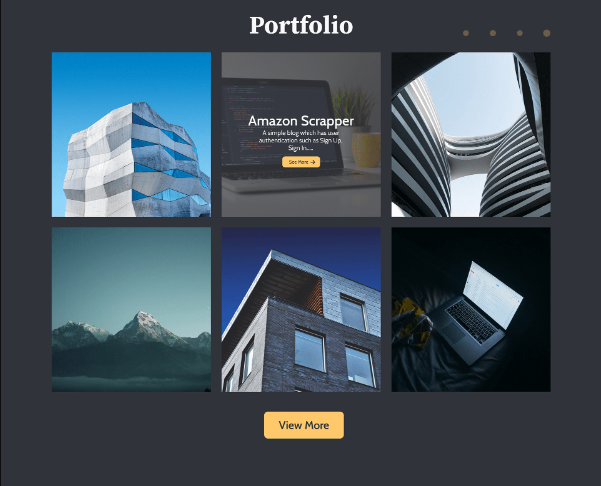 Portfolio
Amazon Scrapper
A simple blog which has user
authentication such as Sign Up,
Sign In....
See More →
View More